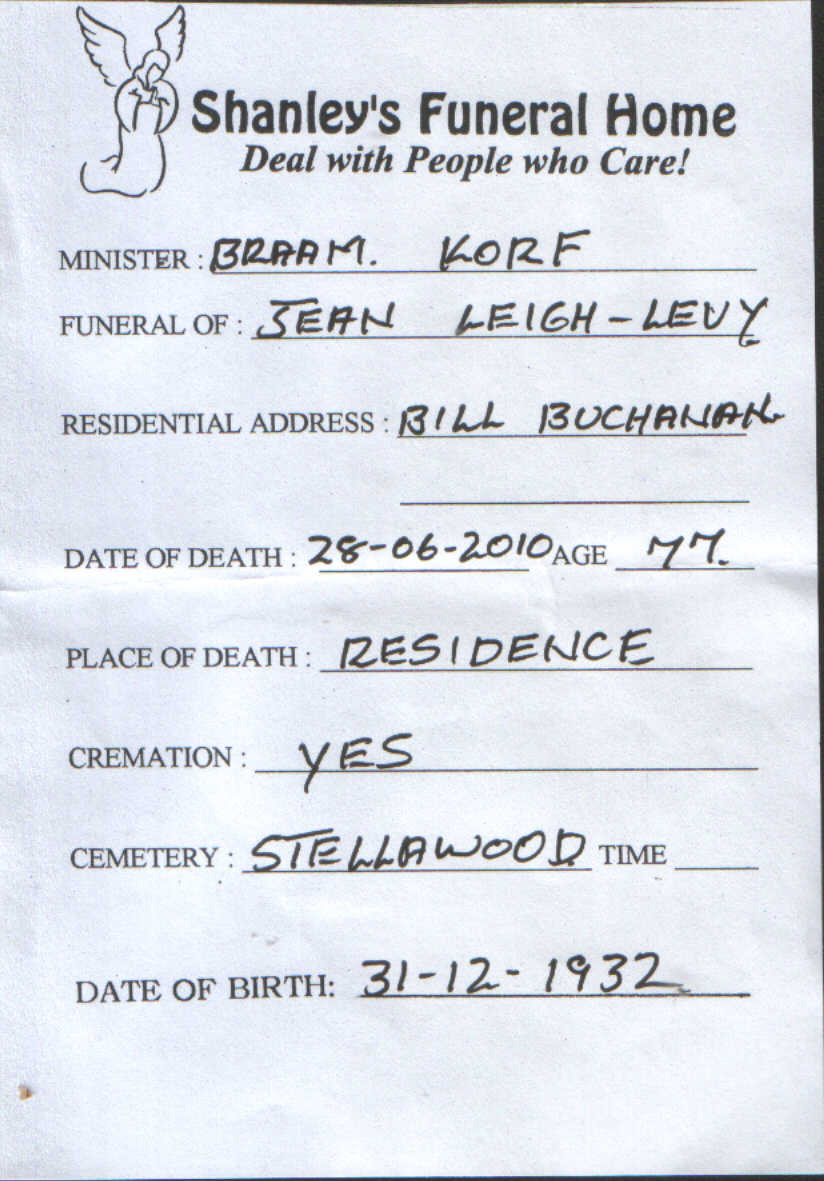 Shanley's Funeral Home
Deal with People who Care!
MINISTER : BRAAM. KORF
FUNERAL OF : JEAN LEIGH-LEVY
RESIDENTIAL ADDRESS : BILL BUCHANAN.
DATE OF DEATH : 28-06-2010 AGE 77.
PLACE OF DEATH : RESIDENCE
CREMATION : YES
CEMETERY : STELLAWOOD TIME
DATE OF BIRTH: 31-12-1932